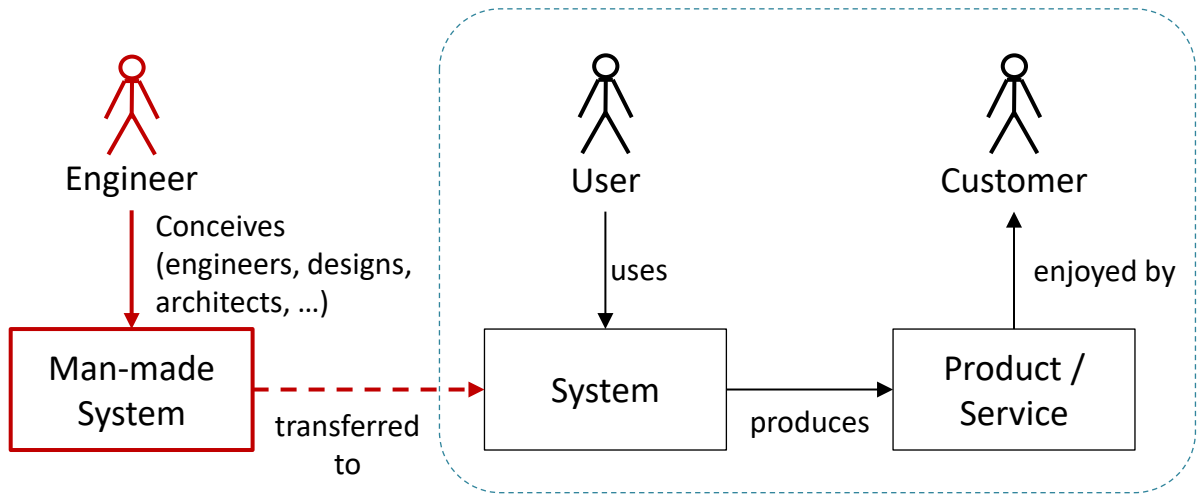 Engineer
User
Customer
Conceives
(engineers, designs,
architects, ...)
uses
enjoyed by
Man-made
System
System
Product /
Service
transferred
to
produces